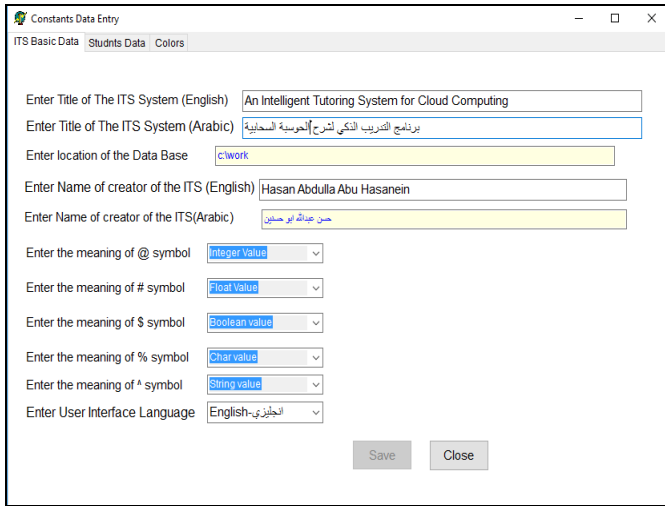 Constants Data Entry
ITS Basic Data Studnts Data Colors
Enter Title of The ITS System (English) An Intelligent Tutoring System for Cloud Computing
Enter Title of The ITS System (Arabic) برنامج التدريب الذكي لشرح الحوسبة السحابية
Enter location of the Data Base c:\work
Enter Name of creator of the ITS (English) Hasan Abdulla Abu Hasanein
Enter Name of creator of the ITS(Arabic) حسن عبدالله ابو حسنين
Enter the meaning of @ symbol Integer Value
Enter the meaning of # symbol Float Value
Enter the meaning of $ symbol Boolean value
Enter the meaning of % symbol Char value
Enter the meaning of ^ symbol String value
Enter User Interface Language English-انجليزي
Save Close